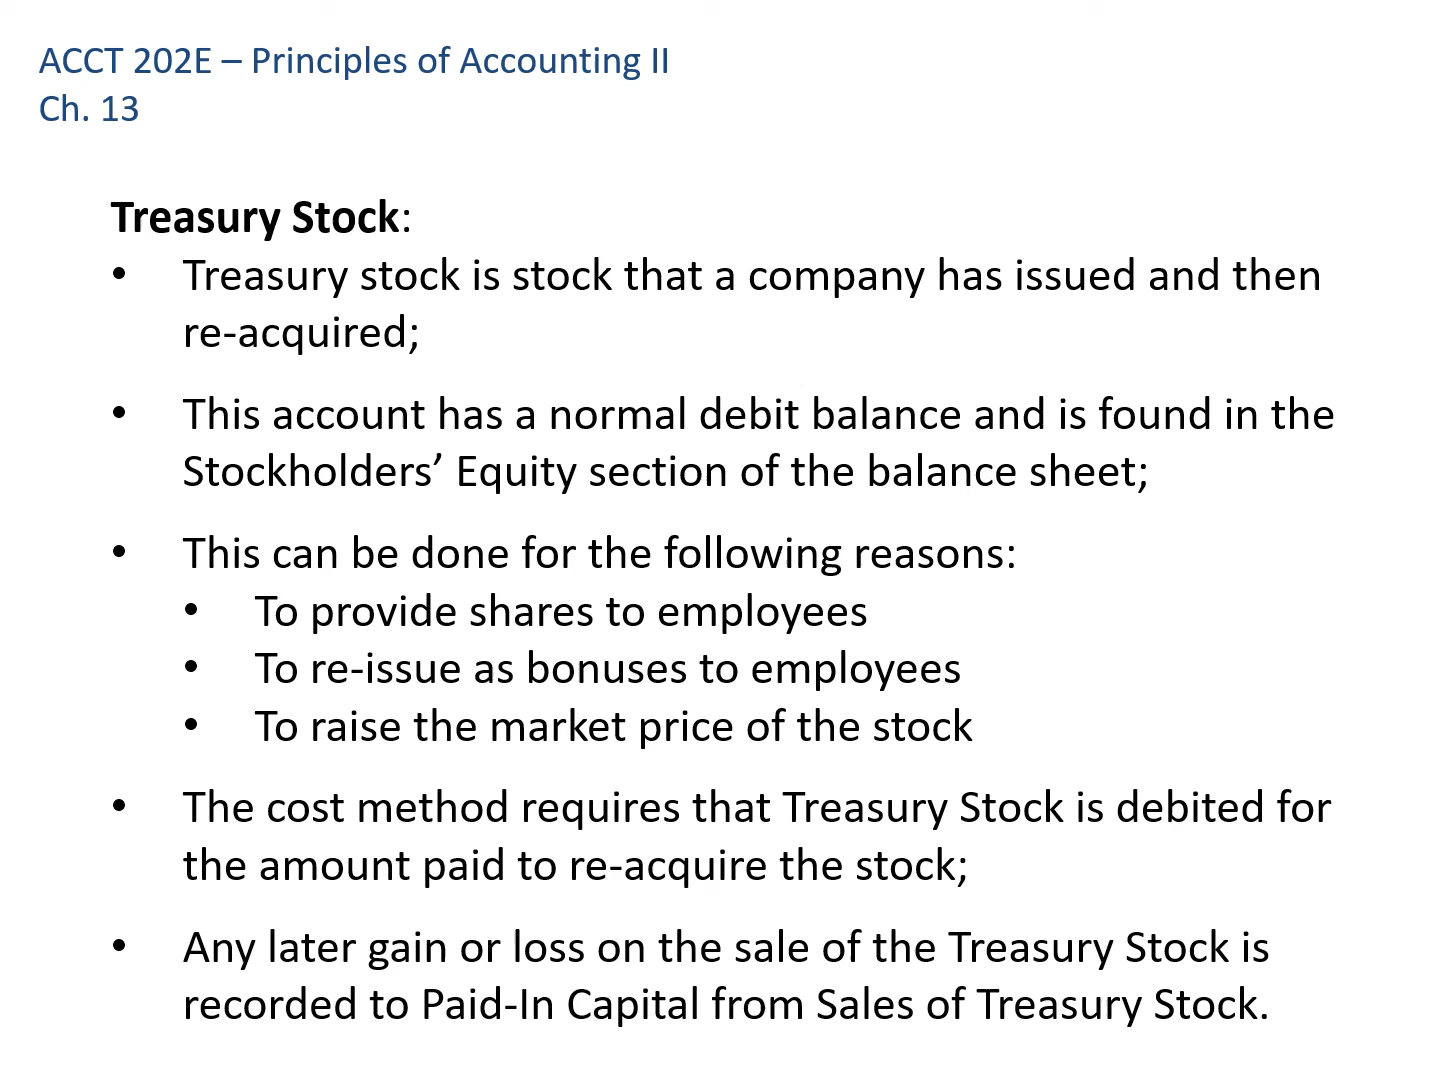 ACCT 202E – Principles of Accounting II
Ch. 13
Treasury Stock:
• Treasury stock is stock that a company has issued and then
re-acquired;
• This account has a normal debit balance and is found in the
Stockholders’ Equity section of the balance sheet;
• This can be done for the following reasons:
• To provide shares to employees
• To re-issue as bonuses to employees
• To raise the market price of the stock
• The cost method requires that Treasury Stock is debited for
the amount paid to re-acquire the stock;
• Any later gain or loss on the sale of the Treasury Stock is
recorded to Paid-In Capital from Sales of Treasury Stock.